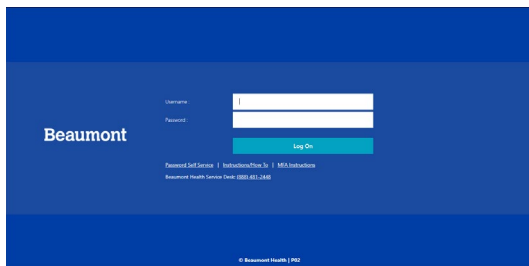 Username:
Password:
Beaumont
Log On
Password Self Service | Instructions/How To | MFA Instructions
Beaumont Health Service Desk: (888) 481-2448
© Beaumont Health | P02